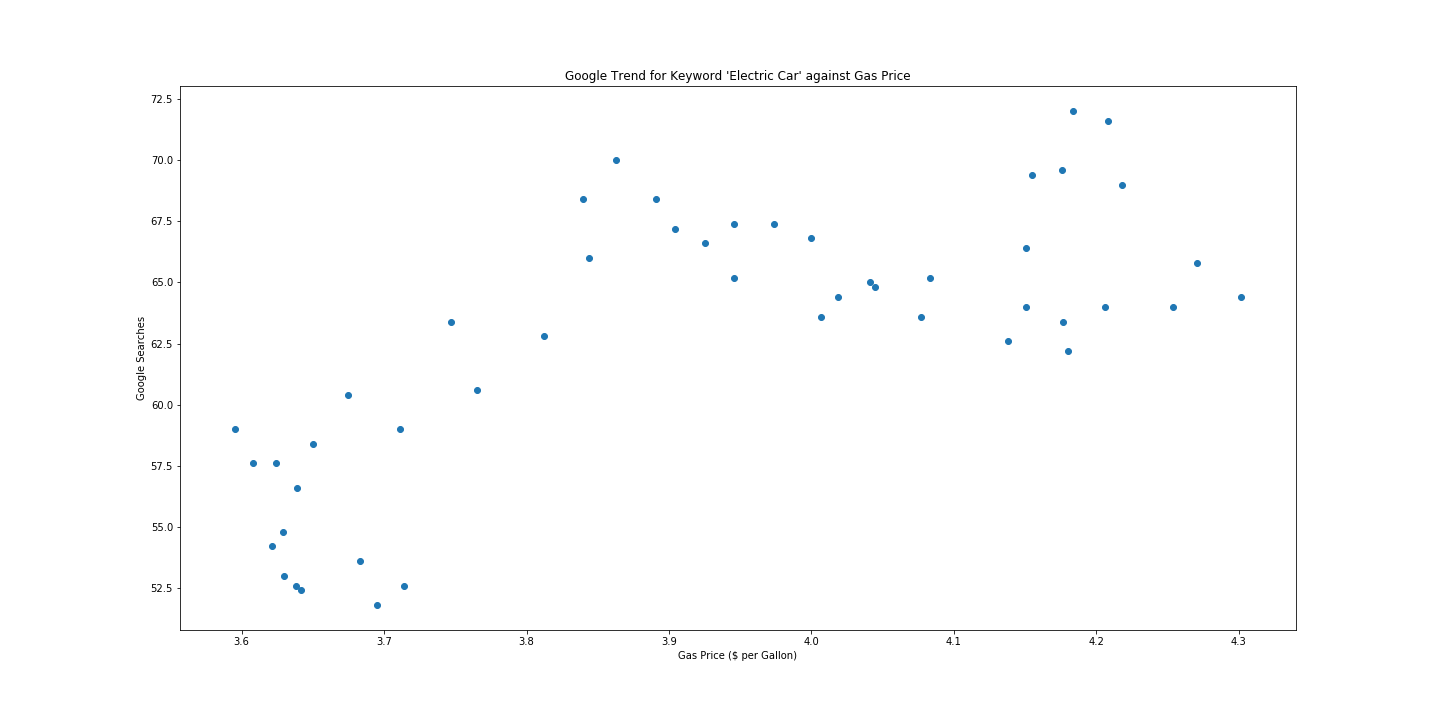 Google Trend for Keyword 'Electric Car' against Gas Price
72.5
70.0
67.5
65.0
62.5
60.0
57.5
55.0
52.5
Google Searches
3.6 3.7 3.8 3.9 4.0 4.1 4.2 4.3
Gas Price ($ per Gallon)